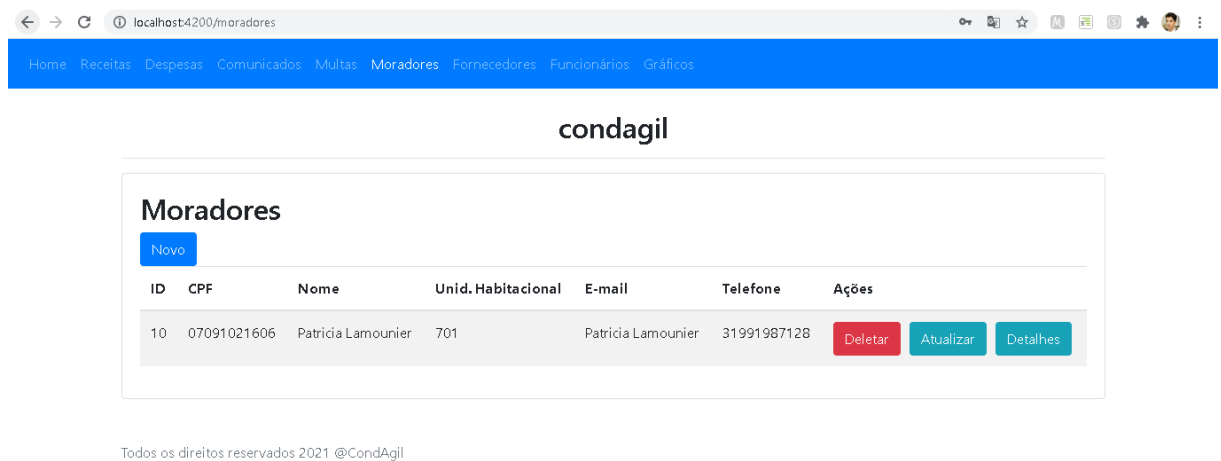 localhost:4200/moradores
Home Receitas Despesas Comunicados Multas Moradores Fornecedores Funcionários Gráficos
condagil
Moradores
Novo
ID CPF Nome Unid. Habitacional E-mail Telefone Ações
10 07091021606 Patricia Lamounier 701 Patricia Lamounier 31991987128 Deletar Atualizar Detalhes
Todos os direitos reservados 2021 @CondAgil